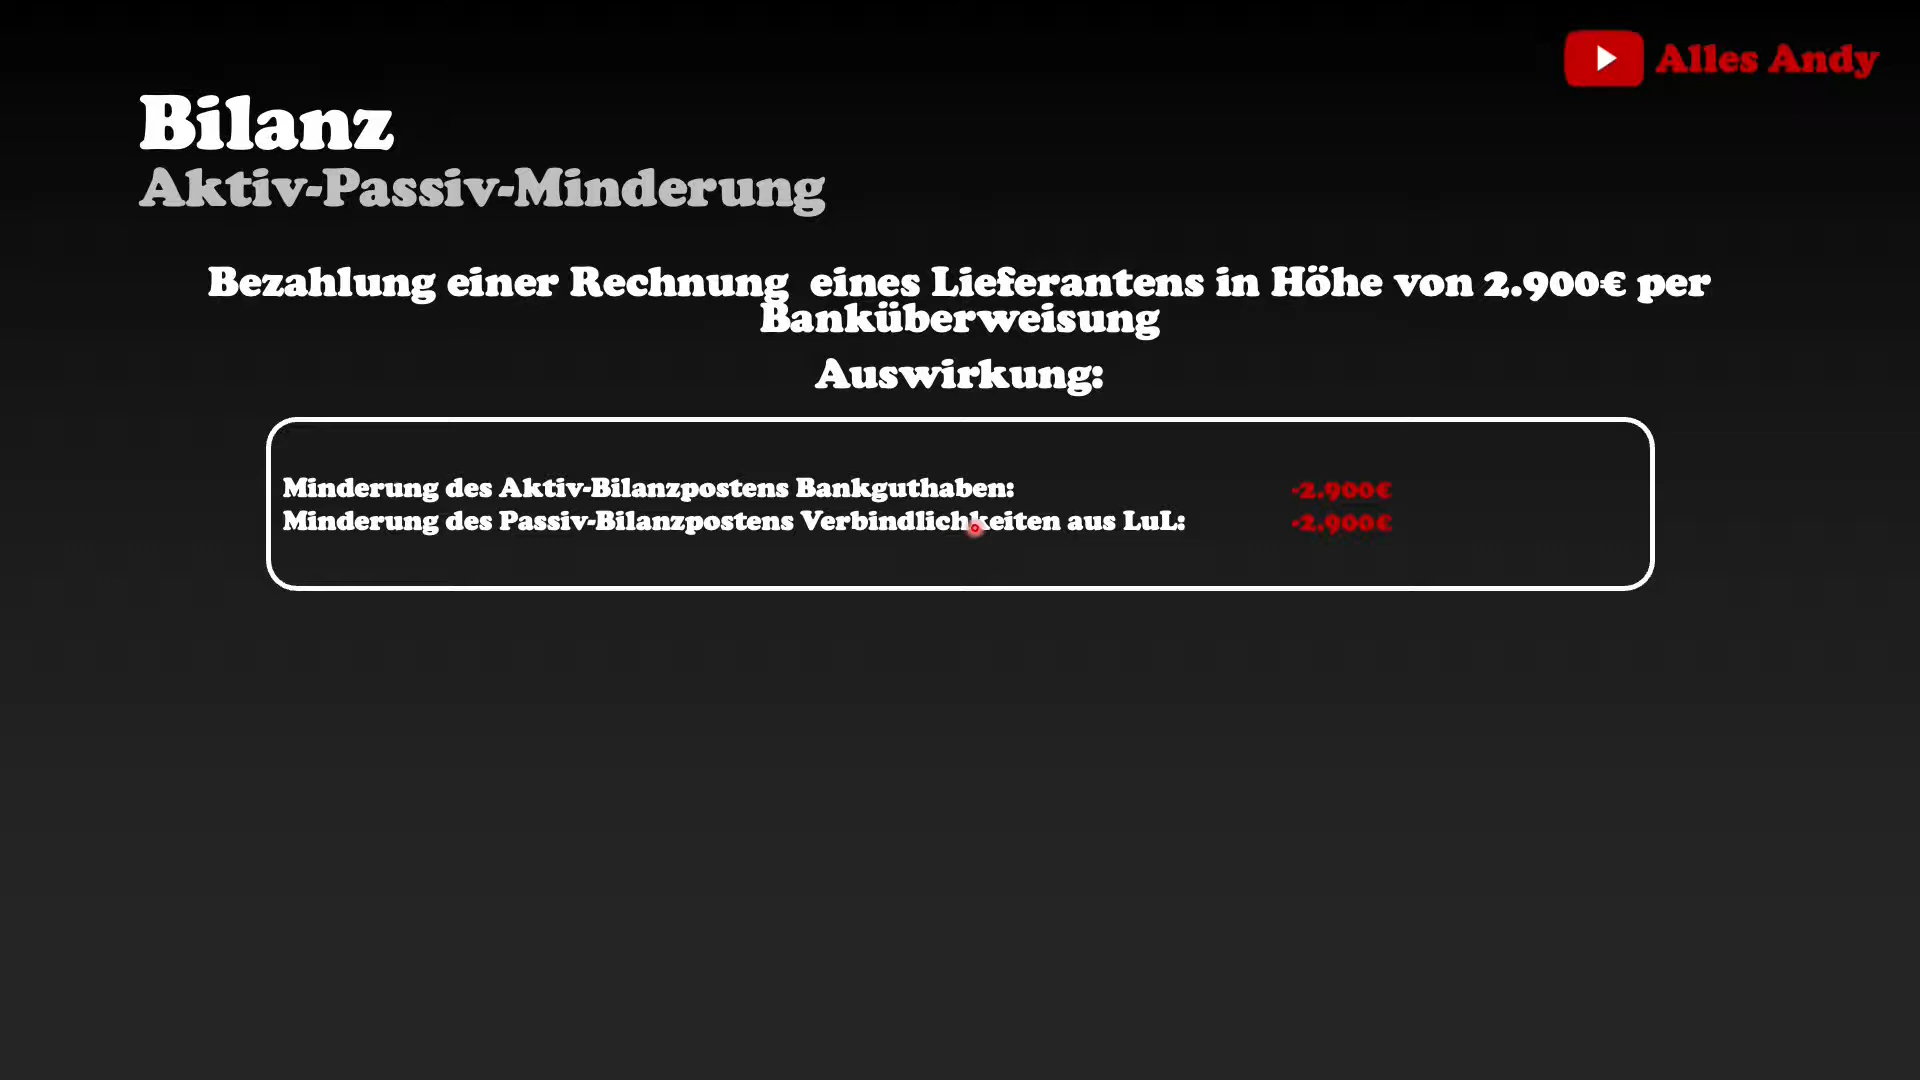 Alles Andy
Bilanz
Aktiv-Passiv-Minderung
Bezahlung einer Rechnung eines Lieferantens in Höhe von 2.900€ per
Banküberweisung
Auswirkung:
Minderung des Aktiv-Bilanzpostens Bankguthaben: -2.900€
Minderung des Passiv-Bilanzpostens Verbindlichkeiten aus LuL: -2.900€